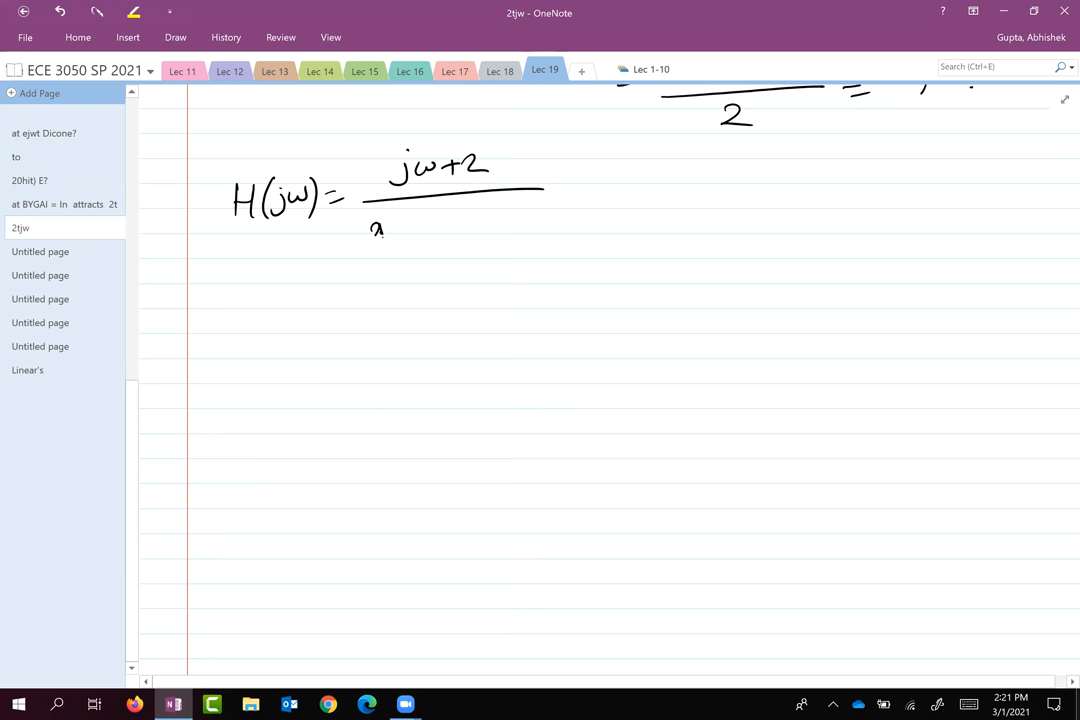 2tjw - OneNote
?
File Home Insert Draw History Review View
Gupta, Abhishek
ECE 3050 SP 2021
Lec 11 Lec 12 Lec 13 Lec 14 Lec 15 Lec 16 Lec 17 Lec 18 Lec 19 + Lec 1-10
Search (Ctrl+E)
Add Page
at ejwt Dicone?
to
20hit) E?
at BYGAI = In attracts 2t
2tjw
Untitled page
Untitled page
Untitled page
Untitled page
Untitled page
Linear's
2
jω+2
H(jω)=
2:21 PM
3/1/2021